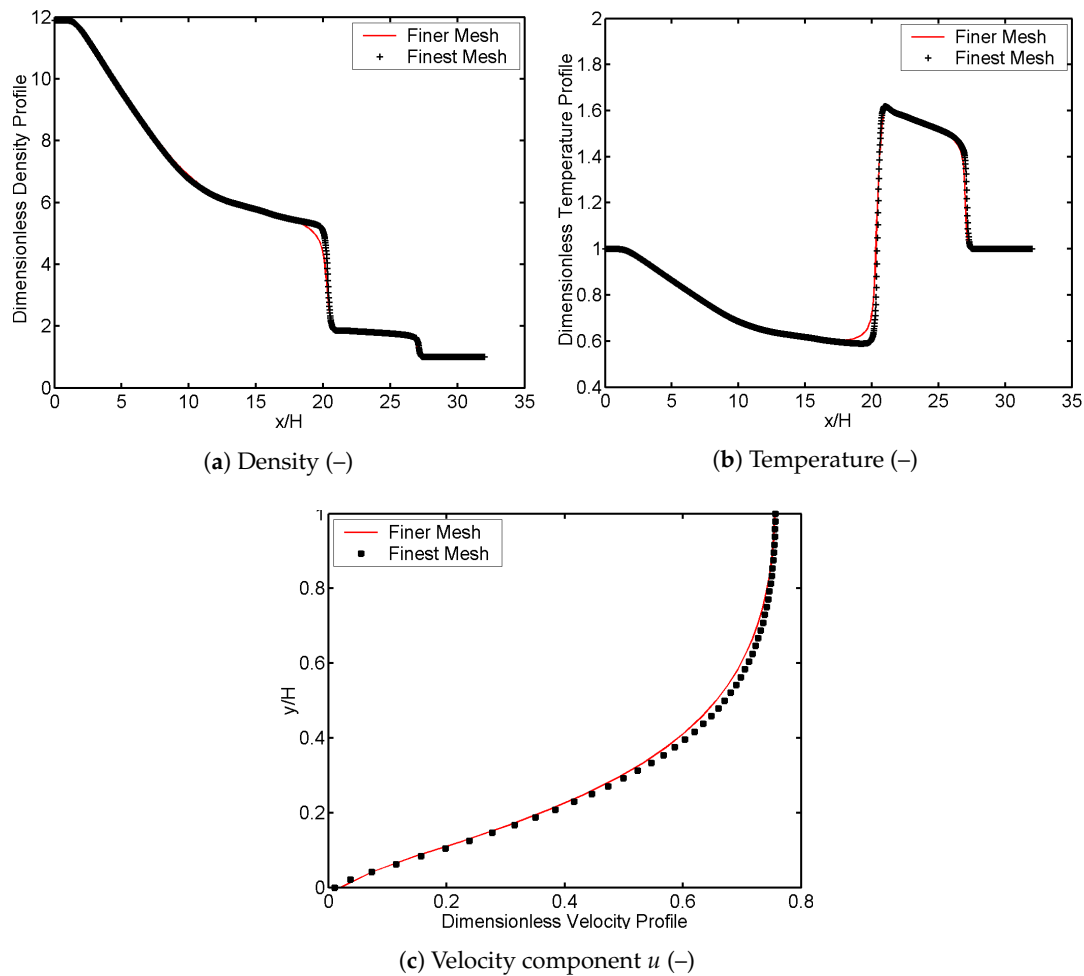 Finer Mesh
Finest Mesh
Dimensionless Density Profile
12
10
8
6
4
2
0
0 5 10 15 20 25 30 35
x/H
(a) Density (–)
Finer Mesh
Finest Mesh
Dimensionless Temperature Profile
2
1.8
1.6
1.4
1.2
1
0.8
0.6
0.4
0 5 10 15 20 25 30 35
x/H
(b) Temperature (–)
Finer Mesh
Finest Mesh
y/H
1
0.8
0.6
0.4
0.2
0
0 0.2 0.4 0.6 0.8
Dimensionless Velocity Profile
(c) Velocity component u (–)